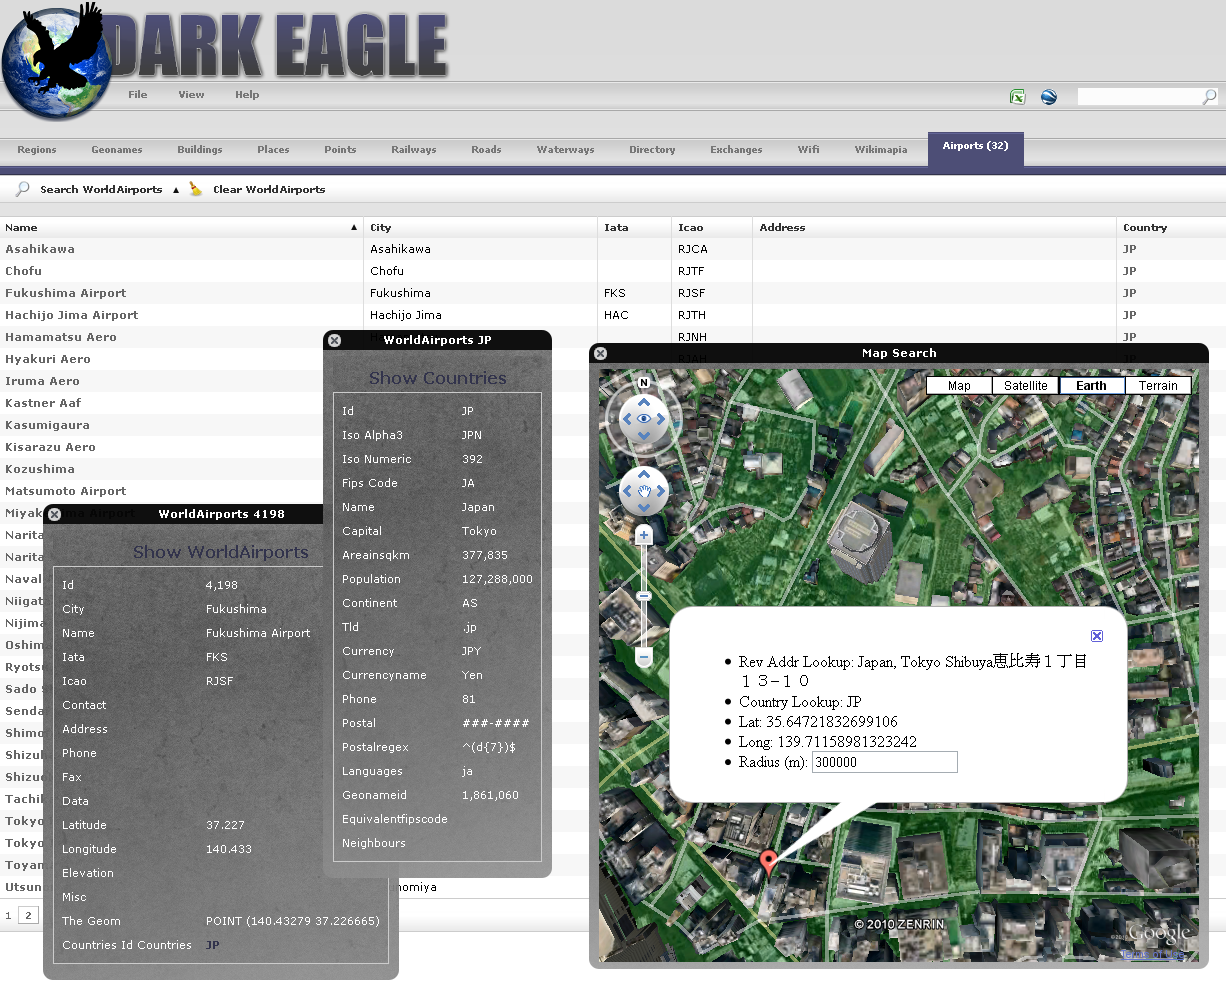 DARK EAGLE
File View Help
Regions Geonames Buildings Places Points Railways Roads Waterways Directory Exchanges Wifi Wikimapia Airports (32)
Search WorldAirports ▲ Clear WorldAirports
Name ▲ City Iata Icao Address Country
Asahikawa Asahikawa RJCA JP
Chofu Chofu RJTF JP
Fukushima Airport Fukushima FKS RJSF JP
Hachijo Jima Airport Hachijo Jima HAC RJTH JP
Hamamatsu Aero RJNH JP
Hyakuri Aero RJAH
Iruma Aero
Kastner Aaf
Kasumigaura
Kisarazu Aero
Kozushima
Matsumoto Airport
Miyak Airport
Narita
Narita
Naval
Niigat
Nijima
Oshim
Ryots
Sado
Senda
Shimo
Shizul
Shizu
Tachil
Tokyo
Tokyo
Toyan
Utsun omiya
1 2
WorldAirports 4198
Show WorldAirports
Id 4,198
City Fukushima
Name Fukushima Airport
Iata FKS
Icao RJSF
Contact
Address
Phone
Fax
Data
Latitude 37.227
Longitude 140.433
Elevation
Misc
The Geom POINT (140.43279 37.226665)
Countries Id Countries JP
WorldAirports JP
Show Countries
Id JP
Iso Alpha3 JPN
Iso Numeric 392
Fips Code JA
Name Japan
Capital Tokyo
Areainsqkm 377,835
Population 127,288,000
Continent AS
Tld .jp
Currency JPY
Currencyname Yen
Phone 81
Postal ###-####
Postalregex ^(d{7})$
Languages ja
Geonameid 1,861,060
Equivalentfipscode
Neighbours
Map Search
N
Map Satellite Earth Terrain
Rev Addr Lookup: Japan, Tokyo Shibuya恵比寿１丁目
１３−１０
Country Lookup: JP
Lat: 35.64721832699106
Long: 139.71158981323242
Radius (m): 300000
© 2010 ZENRIN
©2010 Google
Terms of Use